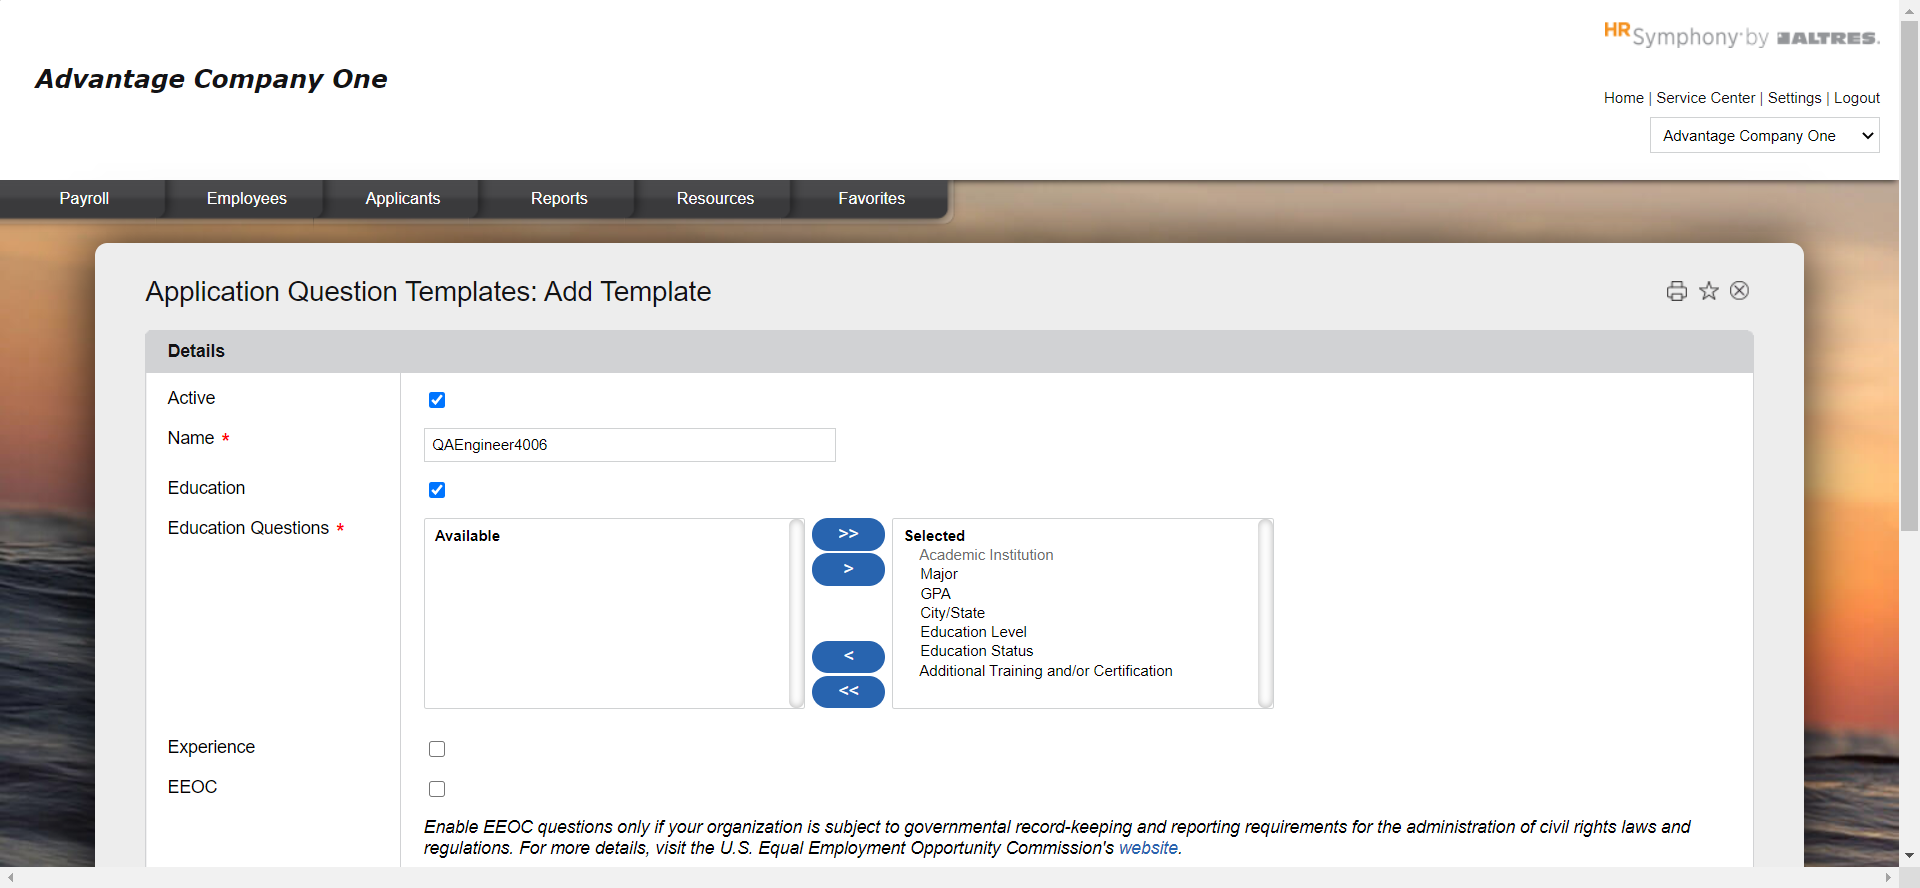 HR Symphony by ALTRES.
Advantage Company One
Home | Service Center | Settings | Logout
Advantage Company One
Payroll Employees Applicants Reports Resources Favorites
Application Question Templates: Add Template
Details
Active
Name *
QAEngineer4006
Education
Education Questions *
Available
>>
>
<
<<
Selected
Academic Institution
Major
GPA
City/State
Education Level
Education Status
Additional Training and/or Certification
Experience
EEOC
Enable EEOC questions only if your organization is subject to governmental record-keeping and reporting requirements for the administration of civil rights laws and
regulations. For more details, visit the U.S. Equal Employment Opportunity Commission's website.